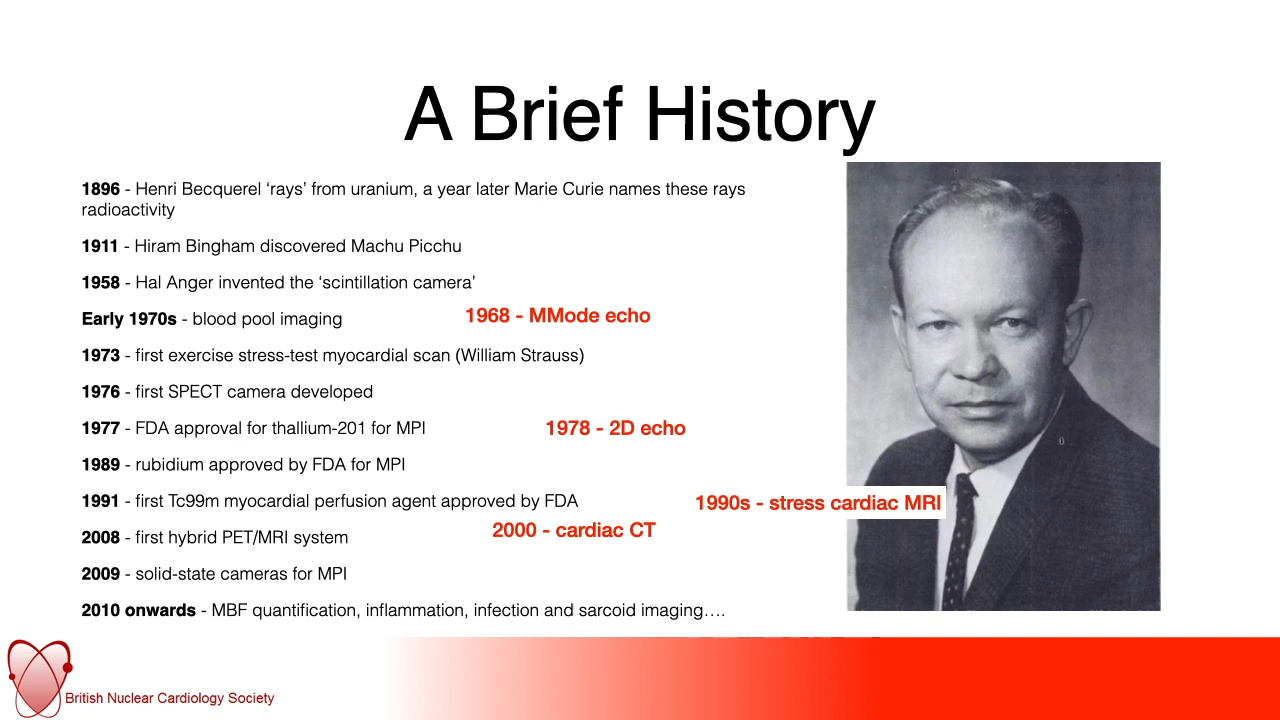 A Brief History
1896 - Henri Becquerel ‘rays’ from uranium, a year later Marie Curie names these rays
radioactivity
1911 - Hiram Bingham discovered Machu Picchu
1958 - Hal Anger invented the ‘scintillation camera’
Early 1970s - blood pool imaging
1968 - MMode echo
1973 - first exercise stress-test myocardial scan (William Strauss)
1976 - first SPECT camera developed
1977 - FDA approval for thallium-201 for MPI
1978 - 2D echo
1989 - rubidium approved by FDA for MPI
1991 - first Tc99m myocardial perfusion agent approved by FDA
1990s - stress cardiac MRI
2000 - cardiac CT
2008 - first hybrid PET/MRI system
2009 - solid-state cameras for MPI
2010 onwards - MBF quantification, inflammation, infection and sarcoid imaging….
British Nuclear Cardiology Society